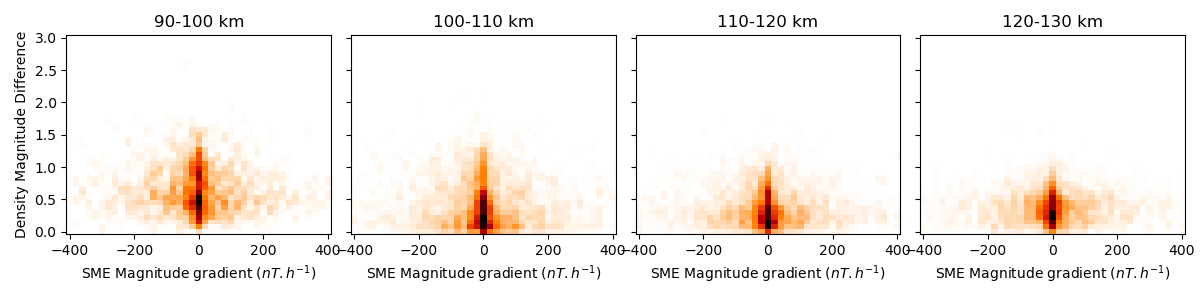 90-100 km
100-110 km
110-120 km
120-130 km
Density Magnitude Difference
3.0
2.5
2.0
1.5
1.0
0.5
0.0
−400 −200 0 200 400
−400 −200 0 200 400
−400 −200 0 200 400
−400 −200 0 200 400
SME Magnitude gradient (nT.h⁻¹)
SME Magnitude gradient (nT.h⁻¹)
SME Magnitude gradient (nT.h⁻¹)
SME Magnitude gradient (nT.h⁻¹)